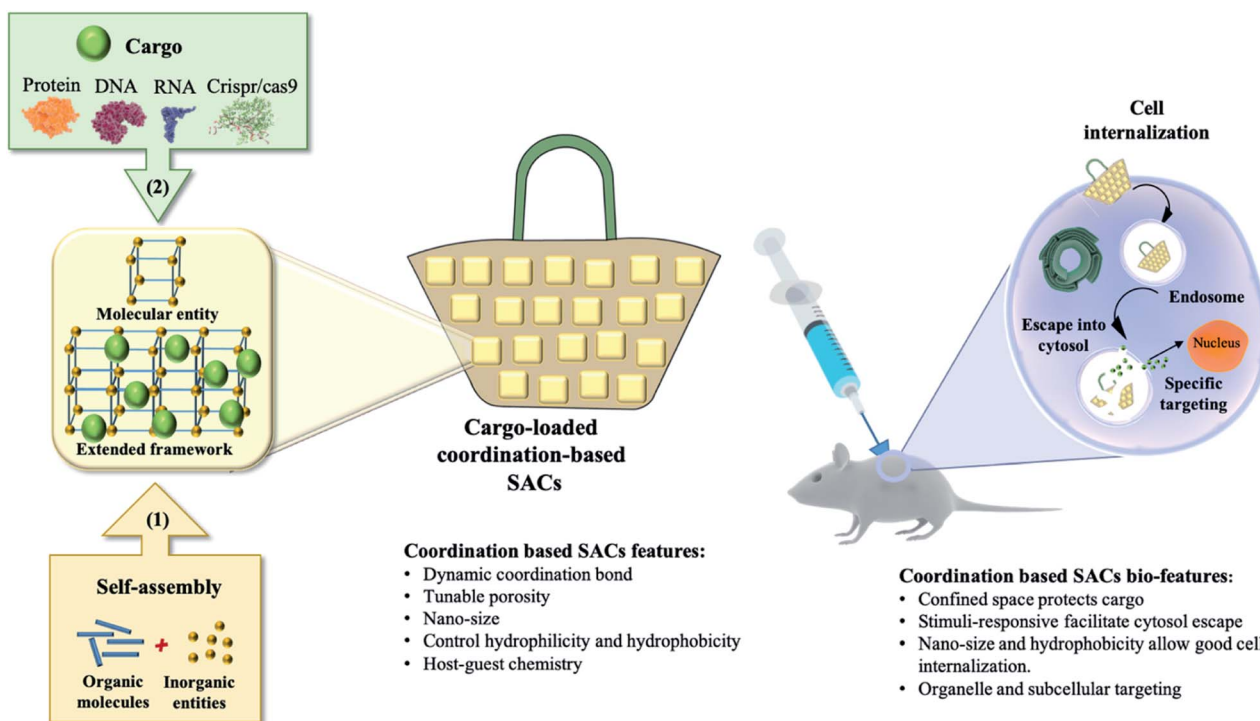 Cargo
Protein DNA RNA Crispr/cas9
(2)
Molecular entity
Extended framework
(1)
Self-assembly
+
Organic
molecules
Inorganic
entities
Cargo-loaded
coordination-based
SACs
Coordination based SACs features:
• Dynamic coordination bond
• Tunable porosity
• Nano-size
• Control hydrophilicity and hydrophobicity
• Host-guest chemistry
Cell
internalization
Endosome
Escape into
cytosol
Nucleus
Specific
targeting
Coordination based SACs bio-features:
• Confined space protects cargo
• Stimuli-responsive facilitate cytosol escape
• Nano-size and hydrophobicity allow good cell
internalization.
• Organelle and subcellular targeting